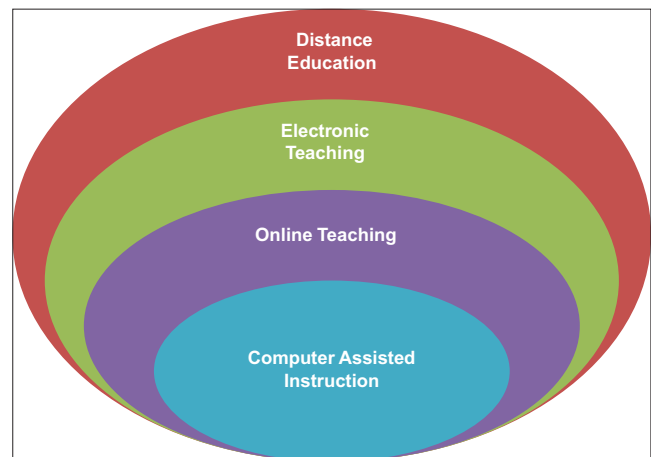 Distance
Education
Electronic
Teaching
Online Teaching
Computer Assisted
Instruction